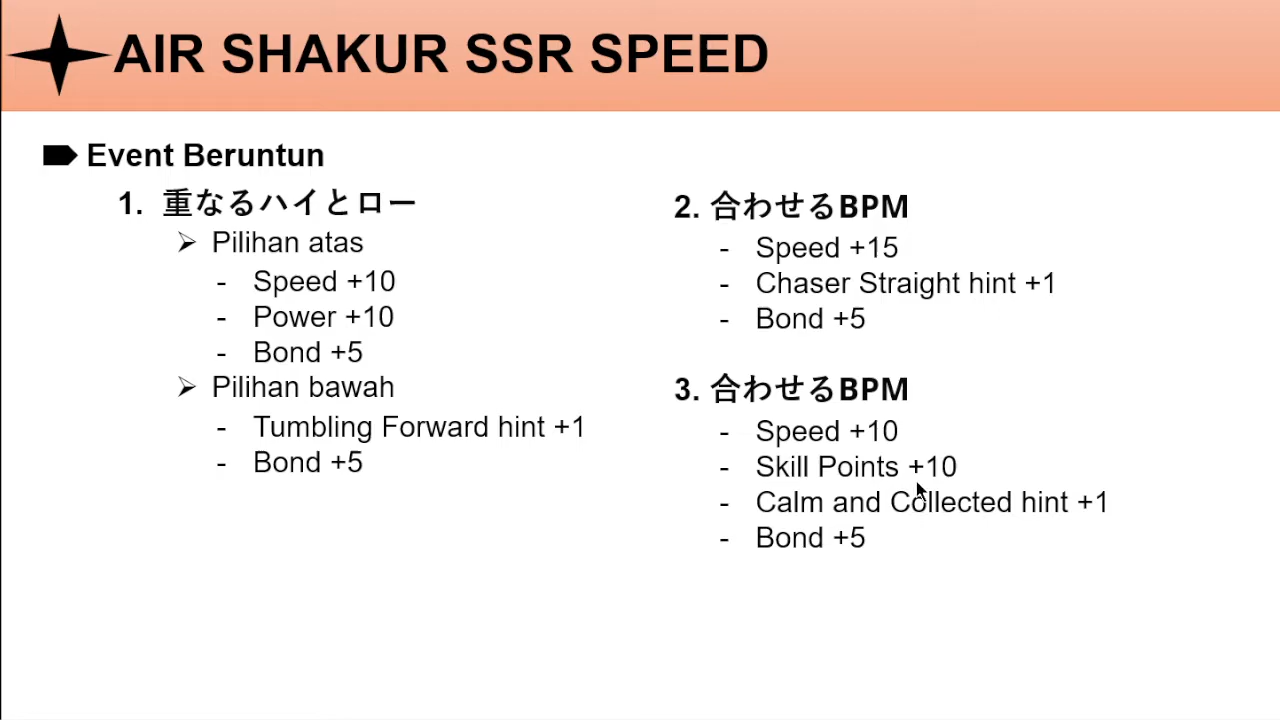 AIR SHAKUR SSR SPEED
Event Beruntun
1. 重なるハイとロー
Pilihan atas
- Speed +10
- Power +10
- Bond +5
Pilihan bawah
- Tumbling Forward hint +1
- Bond +5
2. 合わせるBPM
- Speed +15
- Chaser Straight hint +1
- Bond +5
3. 合わせるBPM
- Speed +10
- Skill Points +10
- Calm and Collected hint +1
- Bond +5